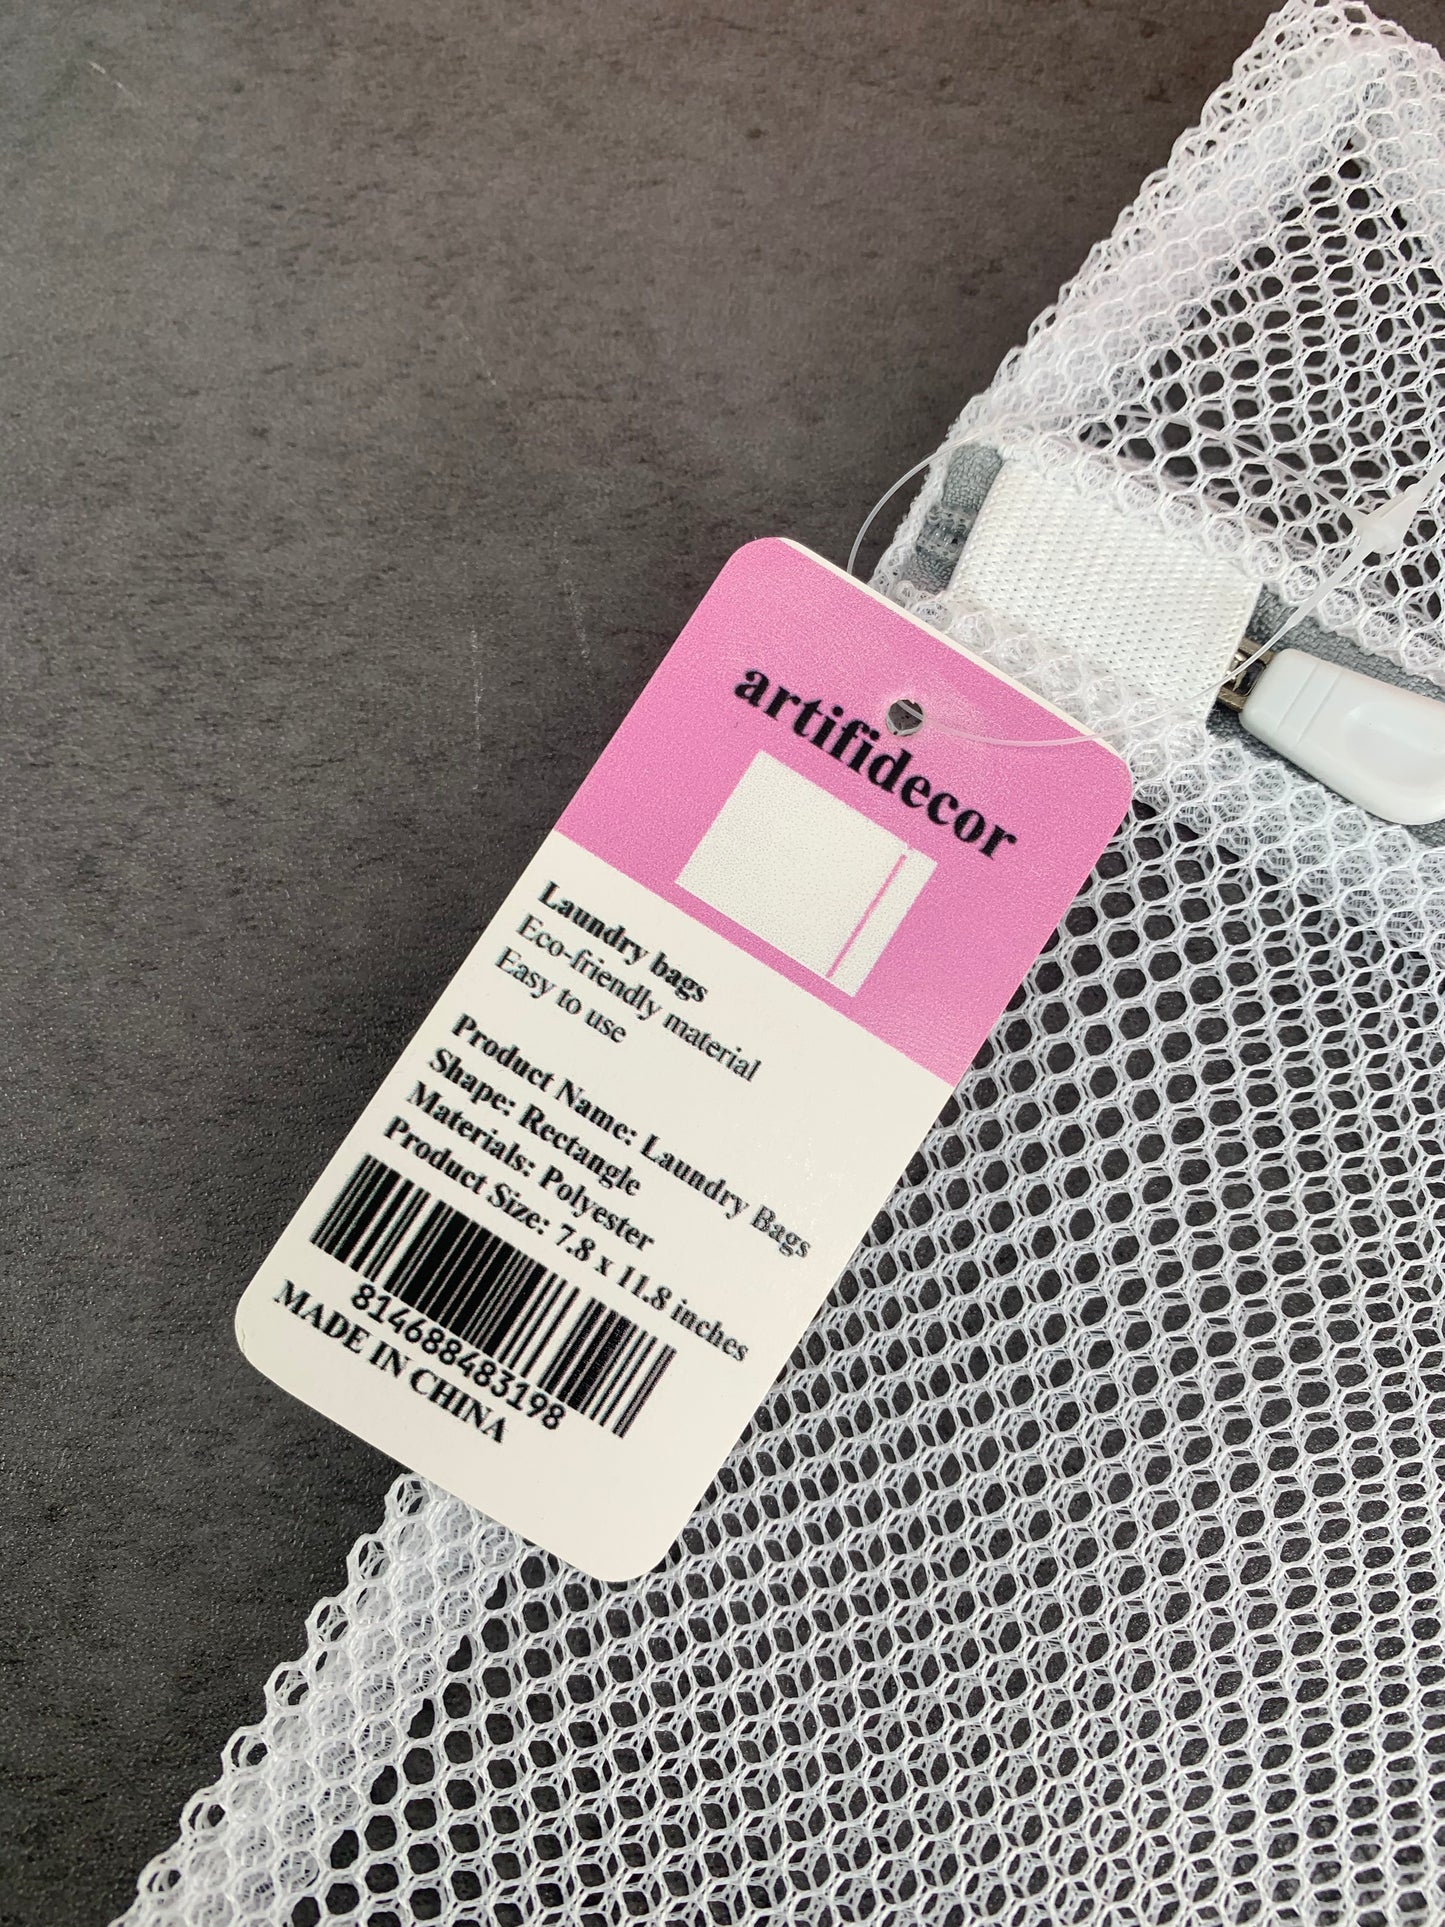 artifidecor
Laundry bags
Eco-friendly material
Easy to use
Product Name: Laundry Bags
Shape: Rectangle
Materials: Polyester
Product Size: 7.8 x 11.8 inches
814688483198
MADE IN CHINA